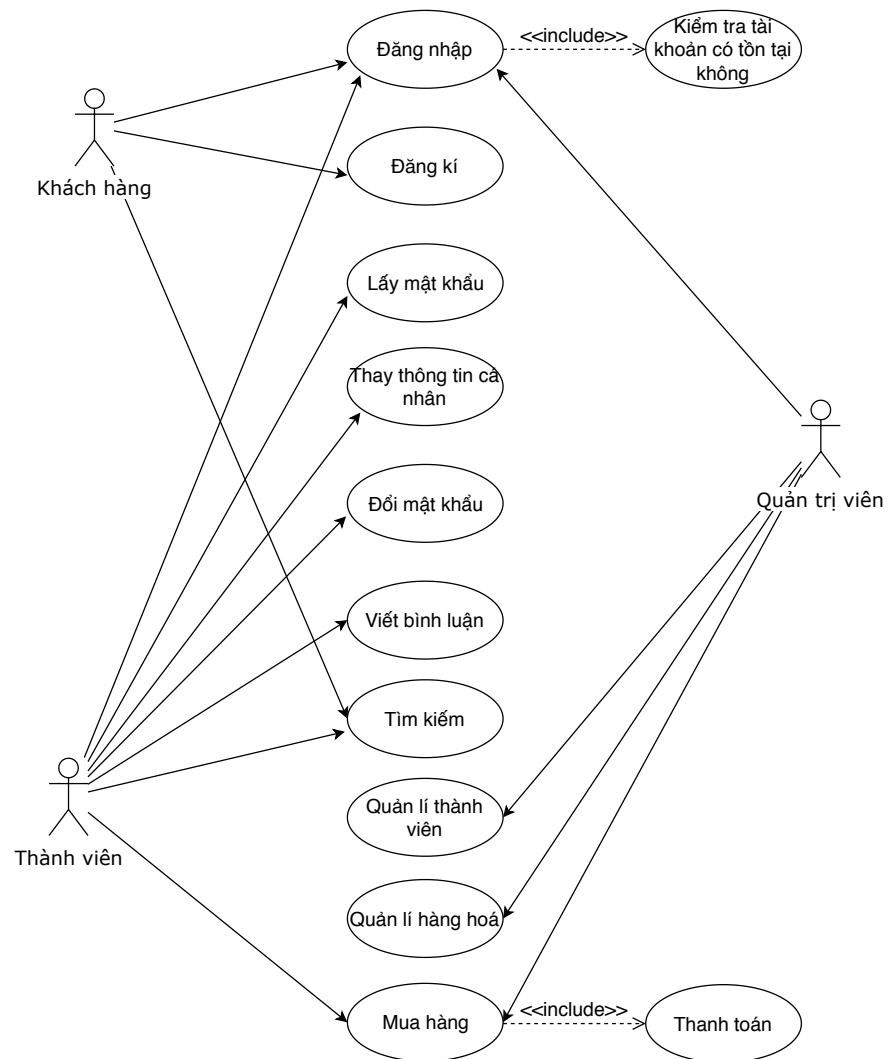 Đăng nhập
<<include>>
Kiểm tra tài
khoản có tồn tại
không
Khách hàng
Đăng kí
Lấy mật khẩu
Thay thông tin cá
nhân
Đổi mật khẩu
Quản trị viên
Viết bình luận
Tìm kiếm
Thành viên
Quản lí thành
viên
Quản lí hàng hoá
Mua hàng
<<include>>
Thanh toán